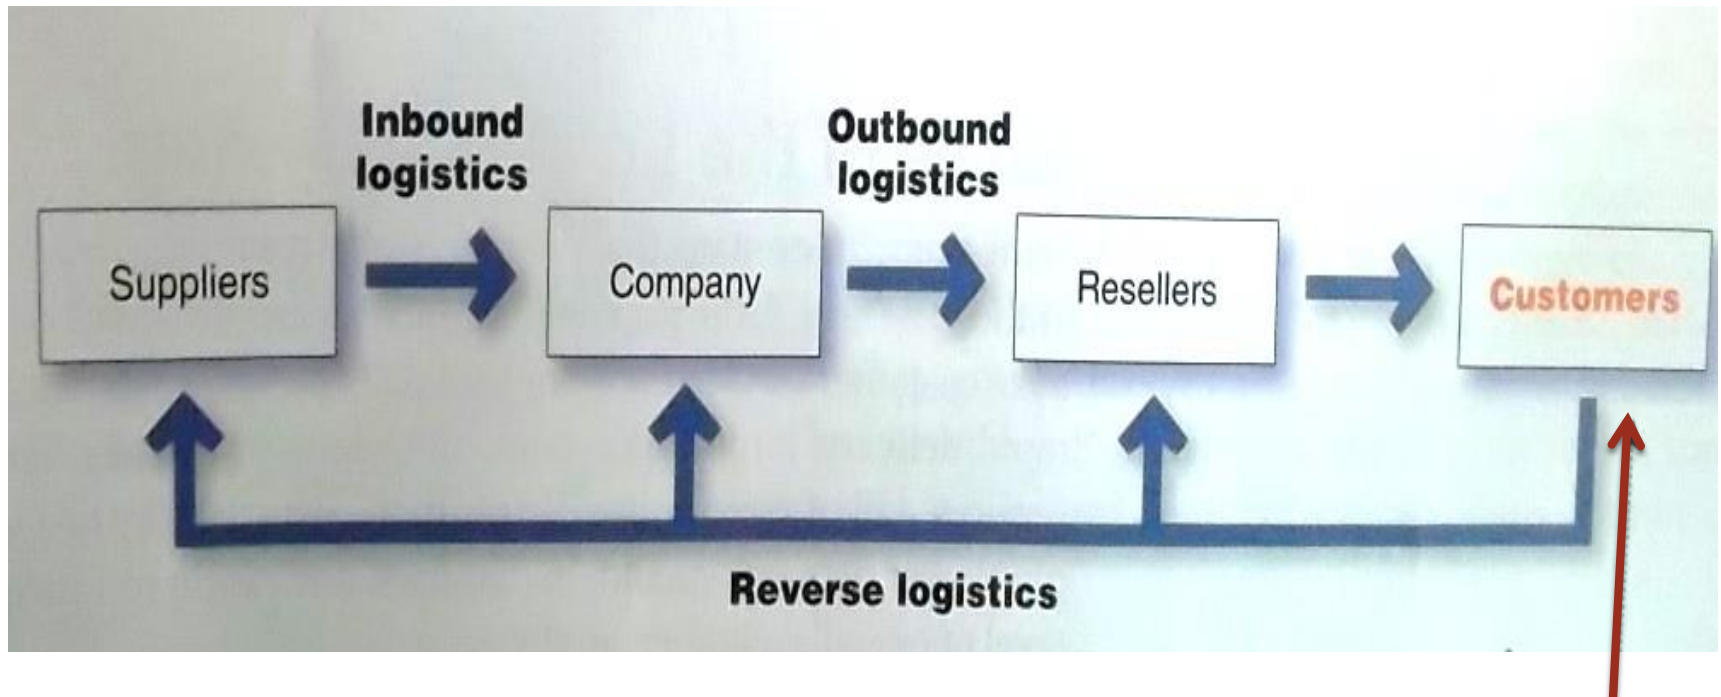 Inbound
logistics
Outbound
logistics
Suppliers
Company
Resellers
Customers
Reverse logistics